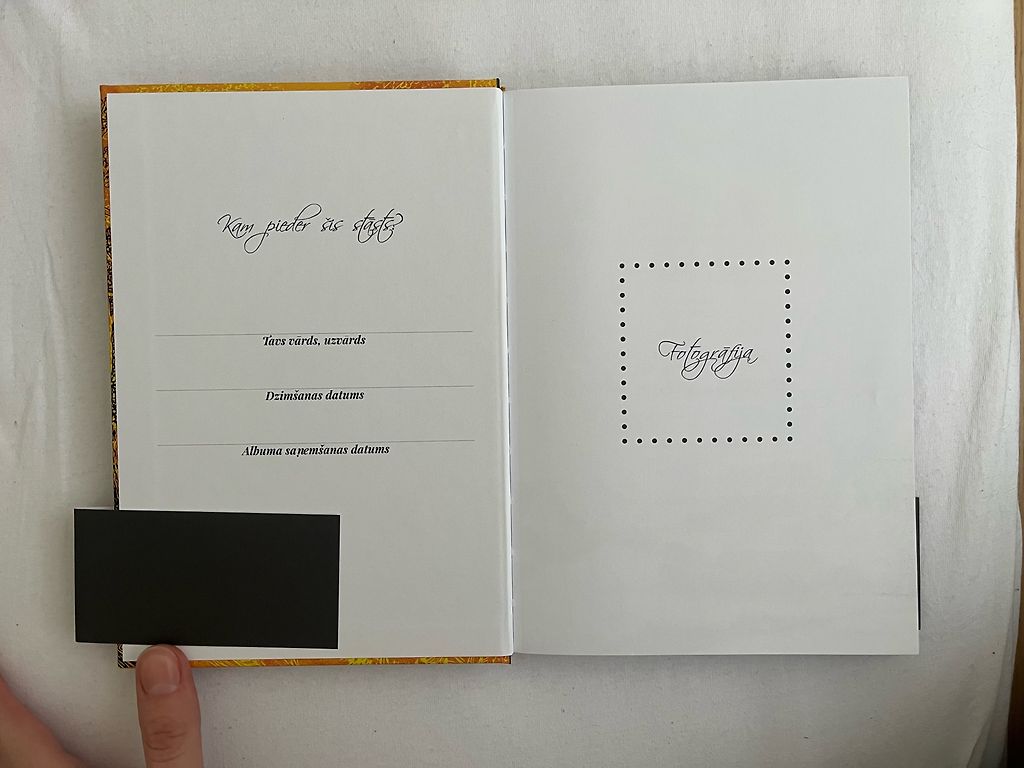 Kam pieder šis stāsts?
Tavs vārds, uzvārds
Dzimšanas datums
Albuma saņemšanas datums
Fotogrāfija